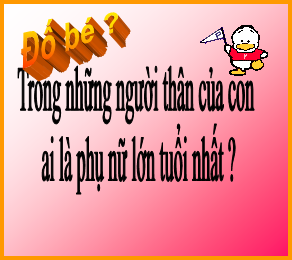 Đố bé ?
Trong những người thân của con
ai là phụ nữ lớn tuổi nhất ?